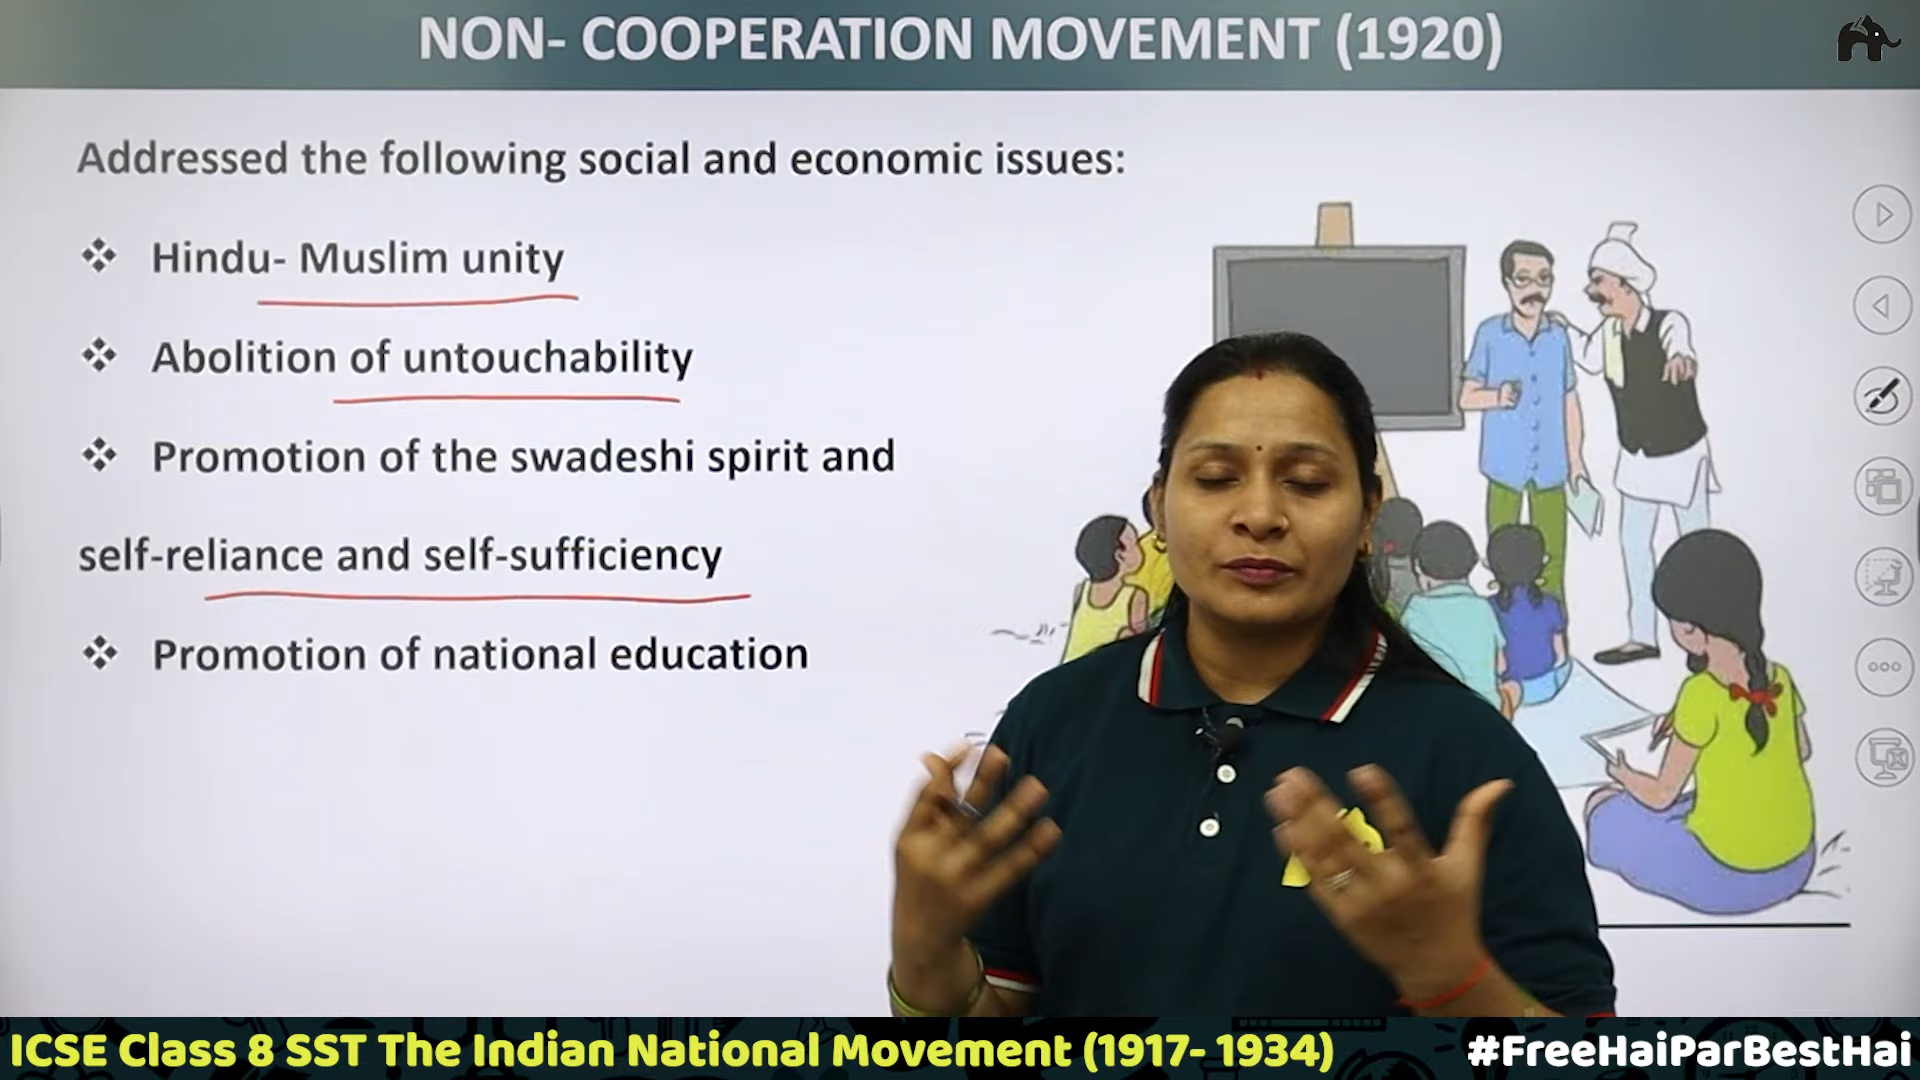 NON- COOPERATION MOVEMENT (1920)
Addressed the following social and economic issues:
❖ Hindu- Muslim unity
❖ Abolition of untouchability
❖ Promotion of the swadeshi spirit and
self-reliance and self-sufficiency
❖ Promotion of national education
ICSE Class 8 SST The Indian National Movement (1917- 1934)
#FreeHaiParBestHai